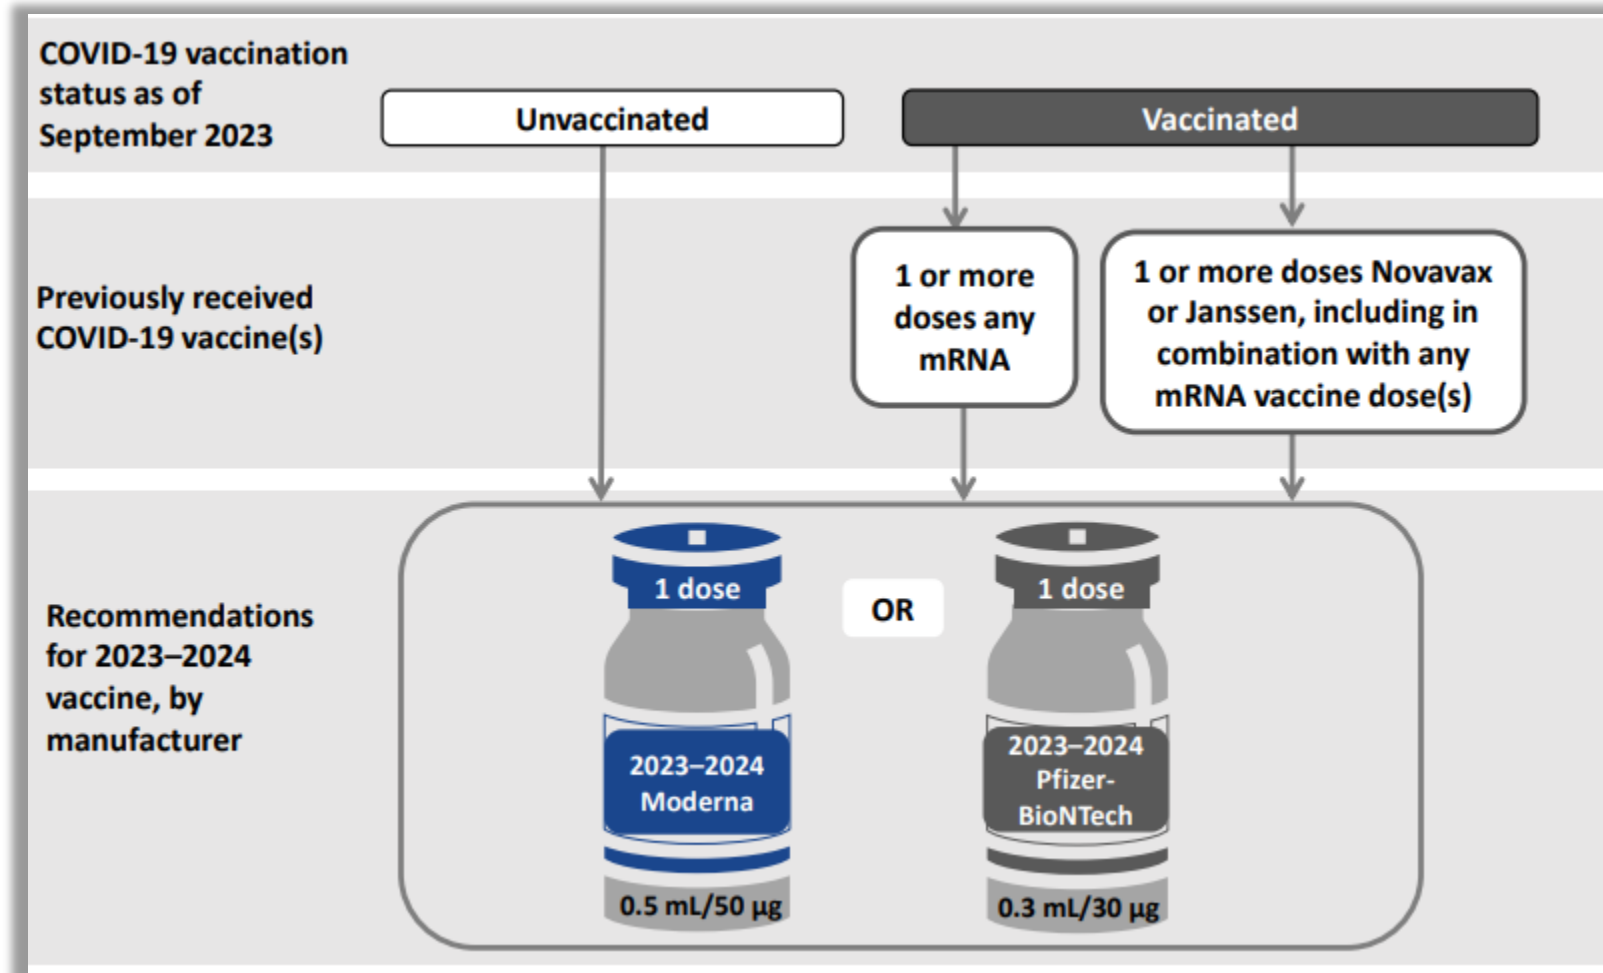 COVID-19 vaccination
status as of
September 2023
Unvaccinated
Vaccinated
Previously received
COVID-19 vaccine(s)
1 or more
doses any
mRNA
1 or more doses Novavax
or Janssen, including in
combination with any
mRNA vaccine dose(s)
Recommendations
for 2023–2024
vaccine, by
manufacturer
1 dose
2023–2024
Moderna
0.5 mL/50 µg
OR
1 dose
2023–2024
Pfizer-
BioNTech
0.3 mL/30 µg